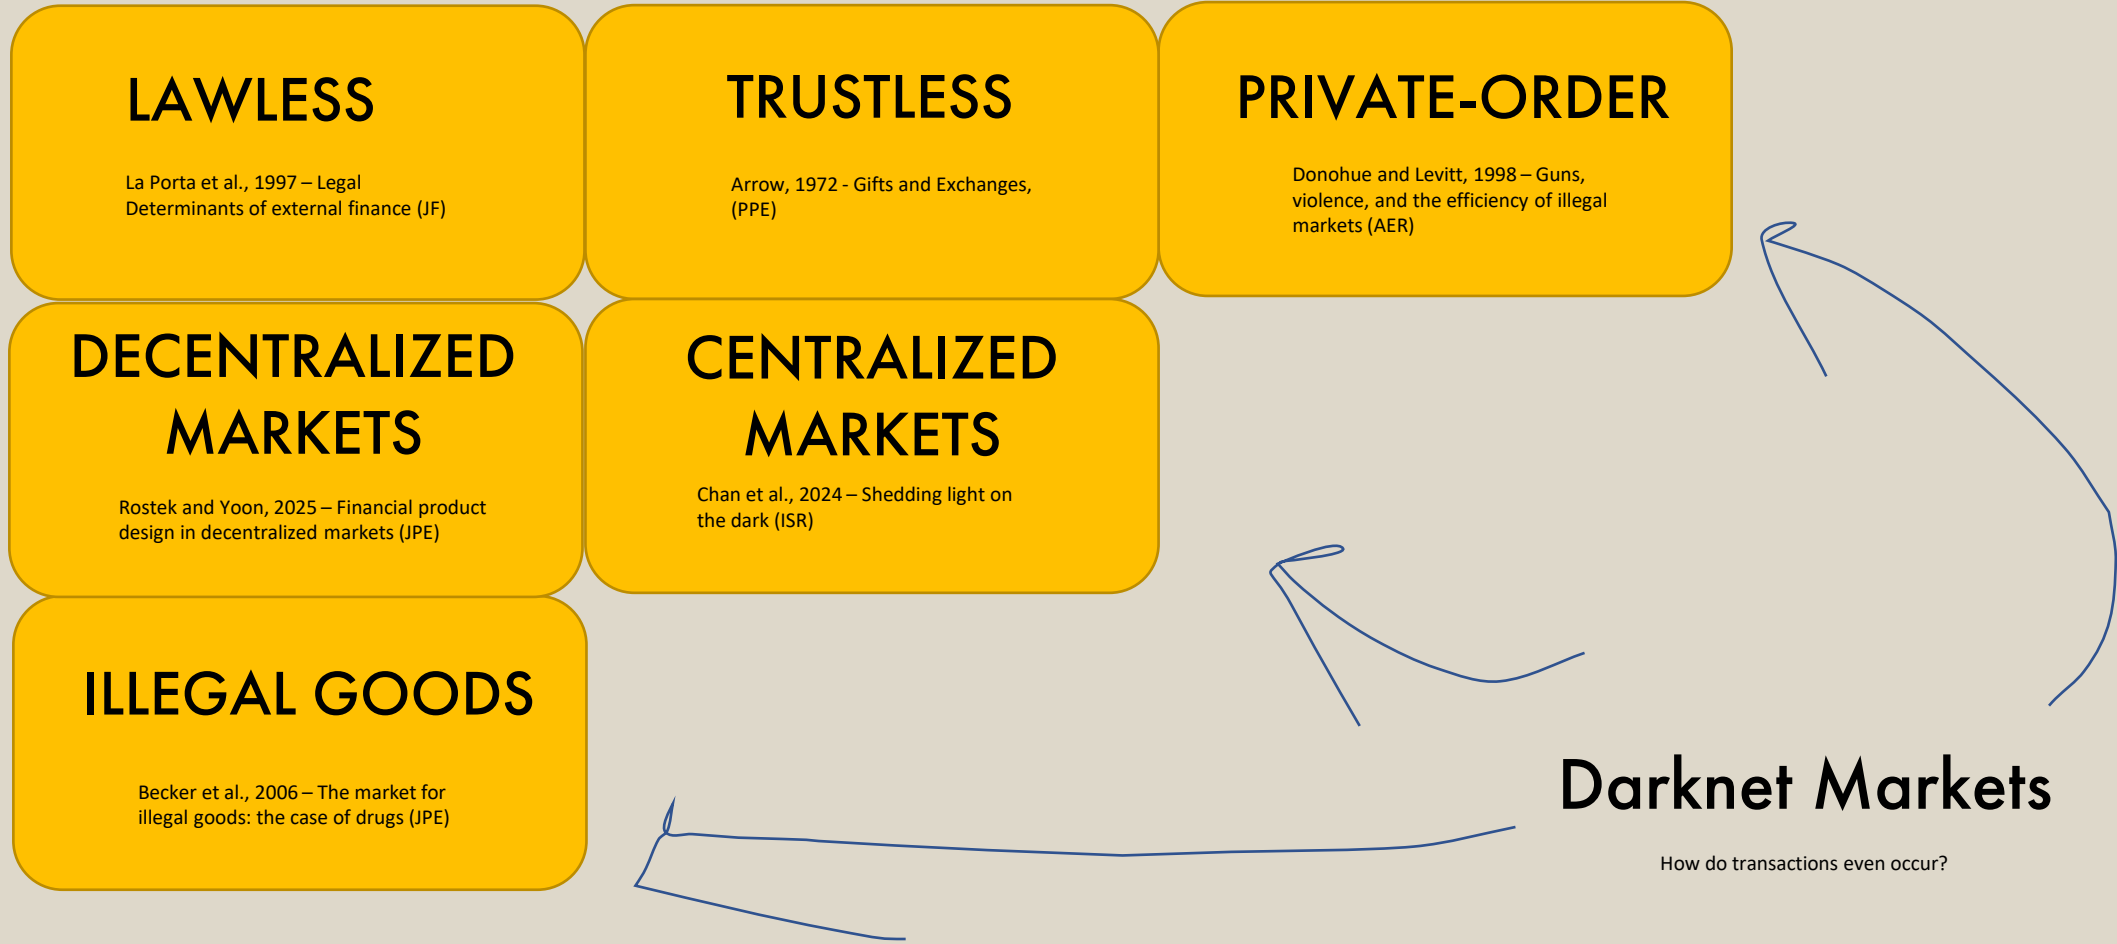 LAWLESS
La Porta et al., 1997 – Legal
Determinants of external finance (JF)
TRUSTLESS
Arrow, 1972 - Gifts and Exchanges,
(PPE)
PRIVATE-ORDER
Donohue and Levitt, 1998 – Guns,
violence, and the efficiency of illegal
markets (AER)
DECENTRALIZED
MARKETS
Rostek and Yoon, 2025 – Financial product
design in decentralized markets (JPE)
CENTRALIZED
MARKETS
Chan et al., 2024 – Shedding light on
the dark (ISR)
ILLEGAL GOODS
Becker et al., 2006 – The market for
illegal goods: the case of drugs (JPE)
Darknet Markets
How do transactions even occur?